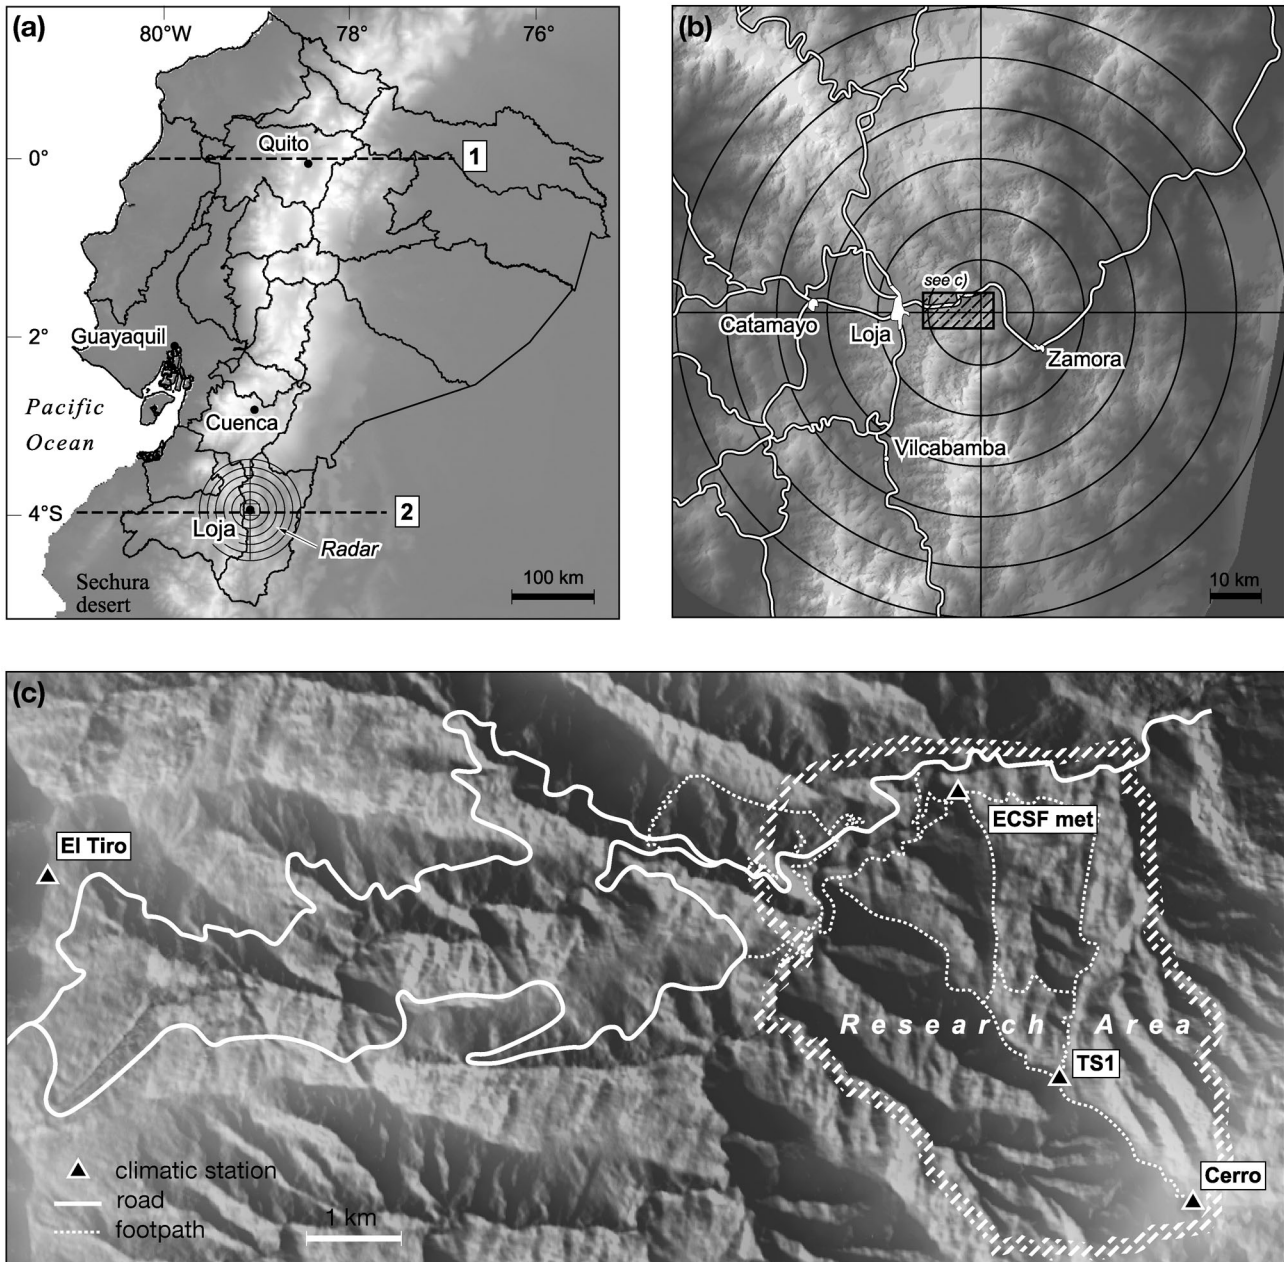 (a)
80°W
78°
76°
Quito
0°
1
2°
Guayaquil
Pacific
Ocean
Cuenca
4°S
Loja
2
Radar
Sechura
desert
100 km
(b)
see c)
Catamayo
Loja
Zamora
Vilcabamba
10 km
(c)
El Tiro
ECSF met
Research Area
TS1
Cerro
climatic station
road
footpath
1 km